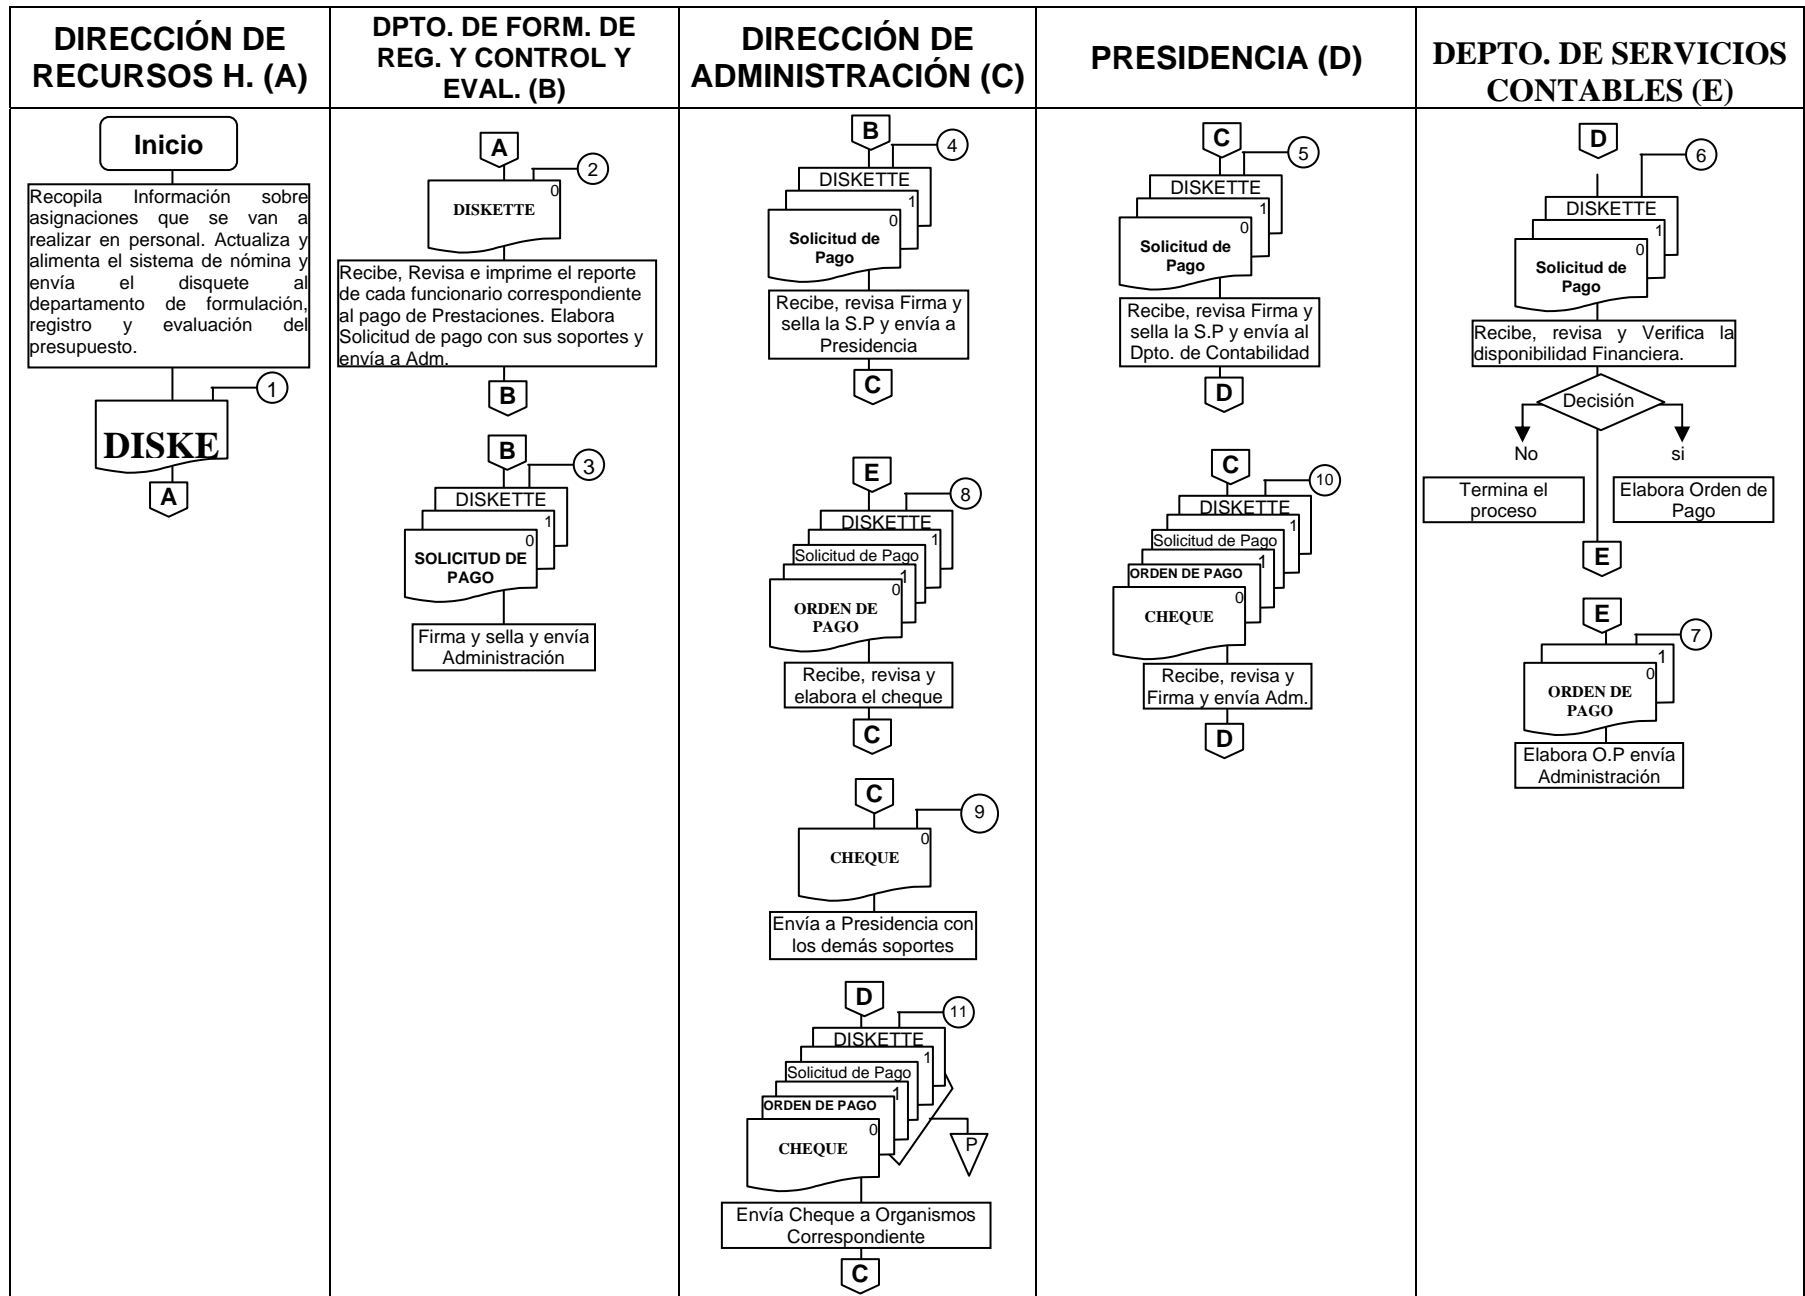 DIRECCIÓN DE
RECURSOS H. (A)
DPTO. DE FORM. DE
REG. Y CONTROL Y
EVAL. (B)
DIRECCIÓN DE
ADMINISTRACIÓN (C)
PRESIDENCIA (D)
DEPTO. DE SERVICIOS
CONTABLES (E)
Inicio
Recopila Información sobre
asignaciones que se van a
realizar en personal. Actualiza y
alimenta el sistema de nómina y
envía el disquete al
departamento de formulación,
registro y evaluación del
presupuesto.
1
DISKE
A
A
2
0
DISKETTE
Recibe, Revisa e imprime el reporte
de cada funcionario correspondiente
al pago de Prestaciones. Elabora
Solicitud de pago con sus soportes y
envía a Adm.
B
B
3
DISKETTE
1
0
SOLICITUD DE
PAGO
Firma y sella y envía
Administración
B
4
DISKETTE
1
0
Solicitud de
Pago
Recibe, revisa Firma y
sella la S.P y envía a
Presidencia
C
E
8
DISKETTE
1
Solicitud de Pago
1
0
ORDEN DE
PAGO
Recibe, revisa y
elabora el cheque
C
C
9
0
CHEQUE
Envía a Presidencia con
los demás soportes
D
11
DISKETTE
1
Solicitud de Pago
1
ORDEN DE PAGO
0
CHEQUE
P
Envía Cheque a Organismos
Correspondiente
C
C
5
DISKETTE
1
0
Solicitud de
Pago
Recibe, revisa Firma y
sella la S.P y envía al
Dpto. de Contabilidad
D
C
10
DISKETTE
1
Solicitud de Pago
1
ORDEN DE PAGO
0
CHEQUE
Recibe, revisa y
Firma y envía Adm.
D
D
6
DISKETTE
1
0
Solicitud de
Pago
Recibe, revisa y Verifica la
disponibilidad Financiera.
Decisión
No
si
Termina el
proceso
Elabora Orden de
Pago
E
E
7
1
0
ORDEN DE
PAGO
Elabora O.P envía
Administración